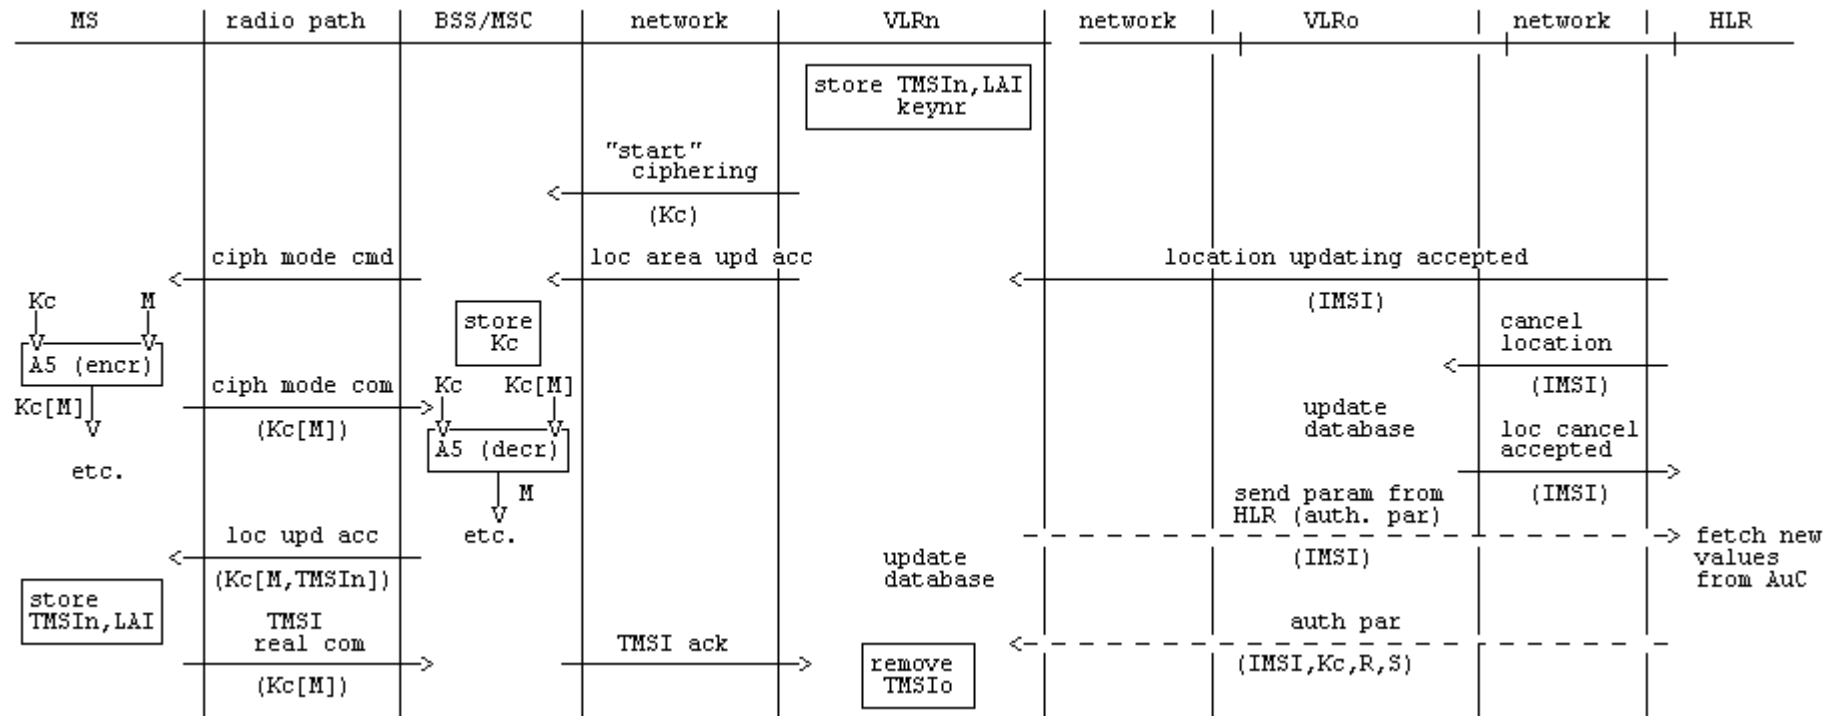 MS radio path BSS/MSC network VLRn network VLRo network HLR
store TMSIn,LAI
keynr
"start"
ciphering
(Kc)
ciph mode cmd loc area upd acc location updating accepted
Kc M (IMSI)
store cancel
Kc location
A5 (encr)
ciph mode com Kc Kc[M] (IMSI)
Kc[M] update
(Kc[M]) database loc cancel
A5 (decr) accepted
etc.
M send param from (IMSI)
HLR (auth. par)
loc upd acc etc. fetch new
update (IMSI) values
(Kc[M,TMSIn]) database from AuC
store
TMSIn,LAI TMSI auth par
real com TMSI ack
remove (IMSI,Kc,R,S)
(Kc[M]) TMSIo